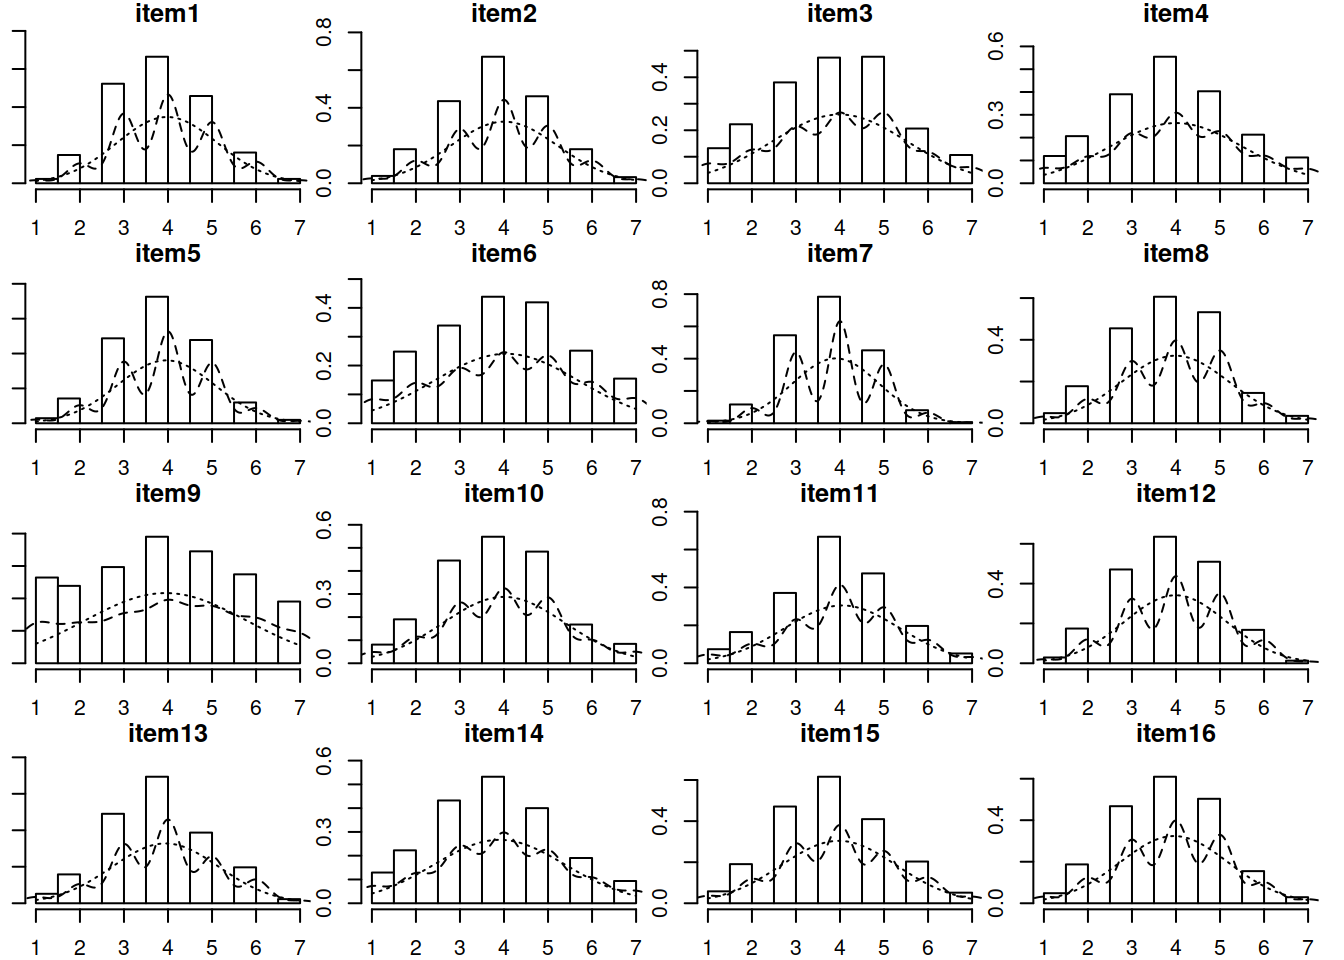 item1 item2 item3 item4
0.0 0.4 0.8 0.0 0.2 0.4 0.0 0.3 0.6
1 2 3 4 5 6 7 1 2 3 4 5 6 7 1 2 3 4 5 6 7 1 2 3 4 5 6 7
item5 item6 item7 item8
0.0 0.2 0.4 0.0 0.4 0.8 0.0 0.4
1 2 3 4 5 6 7 1 2 3 4 5 6 7 1 2 3 4 5 6 7 1 2 3 4 5 6 7
item9 item10 item11 item12
0.0 0.3 0.6 0.0 0.4 0.8 0.0 0.4
1 2 3 4 5 6 7 1 2 3 4 5 6 7 1 2 3 4 5 6 7 1 2 3 4 5 6 7
item13 item14 item15 item16
0.0 0.3 0.6 0.0 0.4 0.0 0.4
1 2 3 4 5 6 7 1 2 3 4 5 6 7 1 2 3 4 5 6 7 1 2 3 4 5 6 7